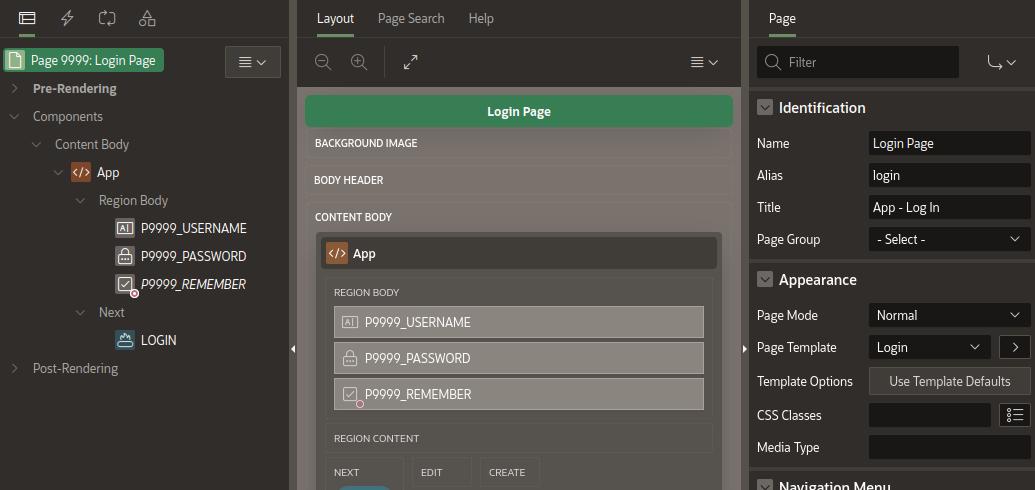 Page 9999: Login Page
Pre-Rendering
Components
Content Body
App
Region Body
P9999_USERNAME
P9999_PASSWORD
P9999_REMEMBER
Next
LOGIN
Post-Rendering
Layout
Page Search
Help
Login Page
BACKGROUND IMAGE
BODY HEADER
CONTENT BODY
App
REGION BODY
P9999_USERNAME
P9999_PASSWORD
P9999_REMEMBER
REGION CONTENT
NEXT
EDIT
CREATE
Page
Filter
Identification
Name
Login Page
Alias
login
Title
App - Log In
Page Group
- Select -
Appearance
Page Mode
Normal
Page Template
Login
Template Options
Use Template Defaults
CSS Classes
Media Type
Navigation Menu